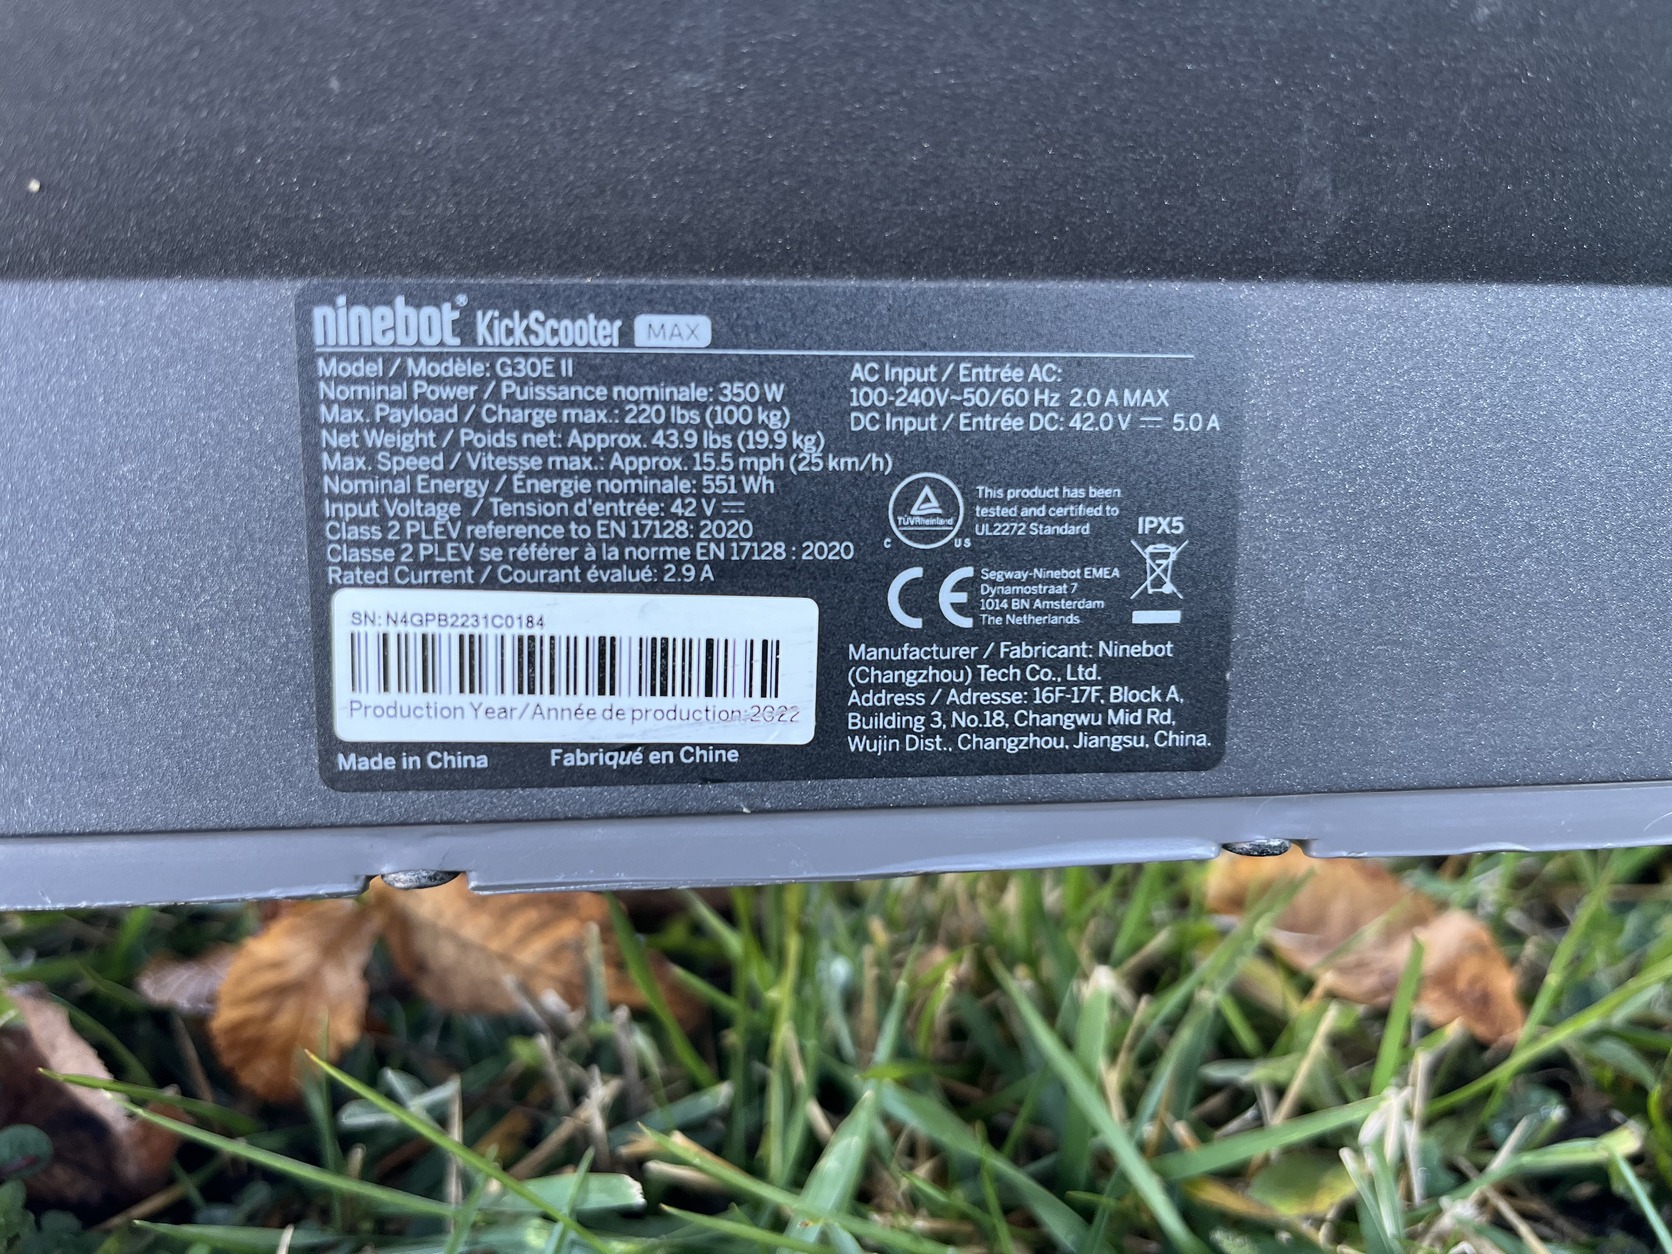 ninebot® KickScooter MAX
Model / Modèle: G30E II
Nominal Power / Puissance nominale: 350 W
Max. Payload / Charge max.: 220 lbs (100 kg)
Net Weight / Poids net: Approx. 43.9 lbs (19.9 kg)
Max. Speed / Vitesse max.: Approx. 15.5 mph (25 km/h)
Nominal Energy / Énergie nominale: 551 Wh
Input Voltage / Tension d'entrée: 42 V ⎓
Class 2 PLEV reference to EN 17128: 2020
Classe 2 PLEV se référer à la norme EN 17128 : 2020
Rated Current / Courant évalué: 2.9 A
SN: N4GPB2231C0184
Production Year/Année de production:2022
Made in China Fabriqué en Chine
AC Input / Entrée AC:
100-240V~50/60 Hz 2.0 A MAX
DC Input / Entrée DC: 42.0 V ⎓ 5.0 A
TÜVRheinland
C US
This product has been
tested and certified to
UL2272 Standard
IPX5
CE
Segway-Ninebot EMEA
Dynamostraat 7
1014 BN Amsterdam
The Netherlands
Manufacturer / Fabricant: Ninebot
(Changzhou) Tech Co., Ltd.
Address / Adresse: 16F-17F, Block A,
Building 3, No.18, Changwu Mid Rd,
Wujin Dist., Changzhou, Jiangsu, China.